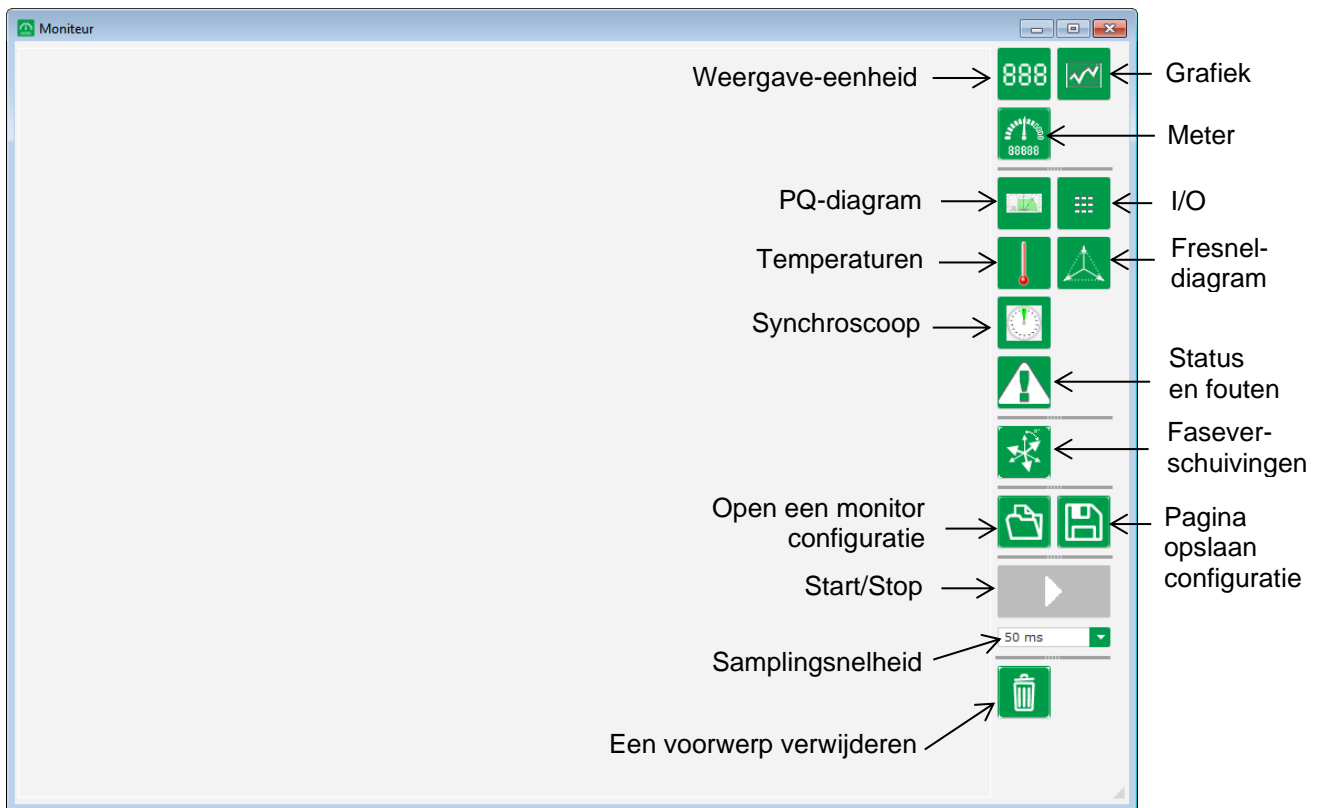 Moniteur
Weergave-eenheid
888
Grafiek
88888
Meter
PQ-diagram
I/O
Temperaturen
Fresnel-
diagram
Synchroscoop
Status
en fouten
Fasever-
schuivingen
Open een monitor
configuratie
Pagina
opslaan
configuratie
Start/Stop
50 ms
Samplingsnelheid
Een voorwerp verwijderen